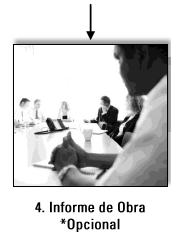 4. Informe de Obra
*Opcional